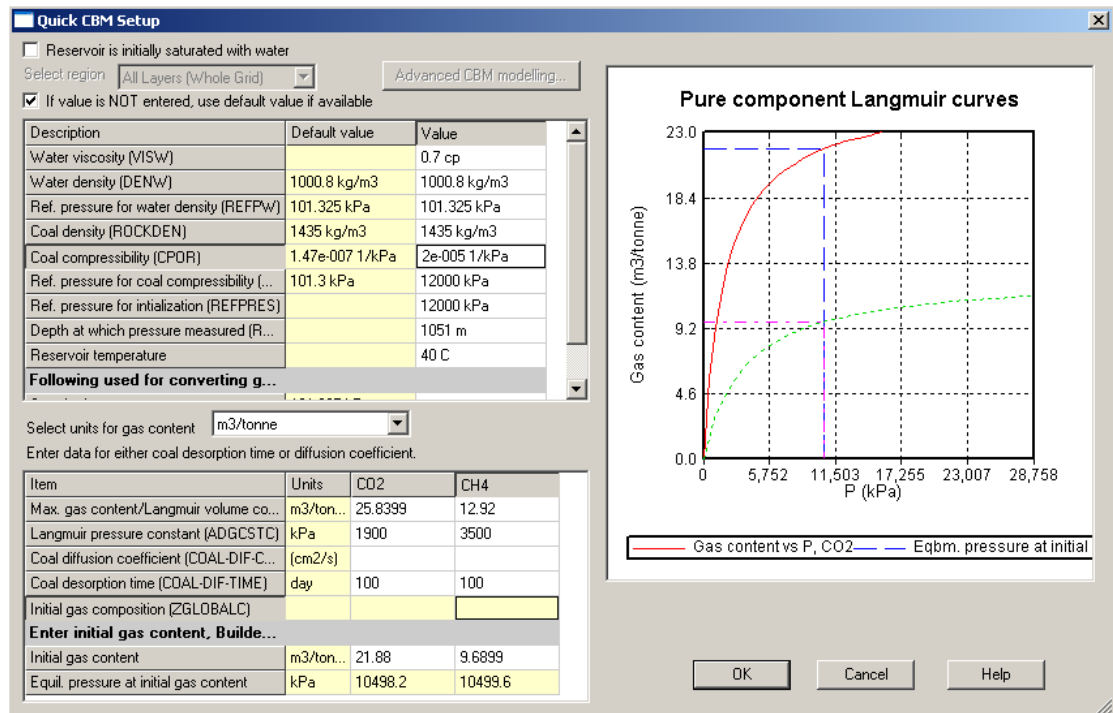 Quick CBM Setup
Reservoir is initially saturated with water
Select region All Layers (Whole Grid) Advanced CBM modelling...
If value is NOT entered, use default value if available
Description Default value Value
Water viscosity (VISW) 0.7 cp
Water density (DENW) 1000.8 kg/m3 1000.8 kg/m3
Ref. pressure for water density (REFPW) 101.325 kPa 101.325 kPa
Coal density (ROCKDEN) 1435 kg/m3 1435 kg/m3
Coal compressibility (CPOR) 1.47e-007 1/kPa 2e-005 1/kPa
Ref. pressure for coal compressibility (... 101.3 kPa 12000 kPa
Ref. pressure for intialization (REFPRES) 12000 kPa
Depth at which pressure measured (R... 1051 m
Reservoir temperature 40 C
Following used for converting g...
Select units for gas content m3/tonne
Enter data for either coal desorption time or diffusion coefficient.
Item Units CO2 CH4
Max. gas content/Langmuir volume co... m3/ton... 25.8399 12.92
Langmuir pressure constant (ADGCSTC) kPa 1900 3500
Coal diffusion coefficient (COAL-DIF-C... (cm2/s)
Coal desorption time (COAL-DIF-TIME) day 100 100
Initial gas composition (ZGLOBALC)
Enter initial gas content, Builde...
Initial gas content m3/ton... 21.88 9.6899
Equil. pressure at initial gas content kPa 10498.2 10499.6
Pure component Langmuir curves
Gas content (m3/tonne)
23.0
18.4
13.8
9.2
4.6
0.0
0 5,752 11,503 17,255 23,007 28,758
P (kPa)
Gas content vs P, CO2 Eqbm. pressure at initial
OK Cancel Help